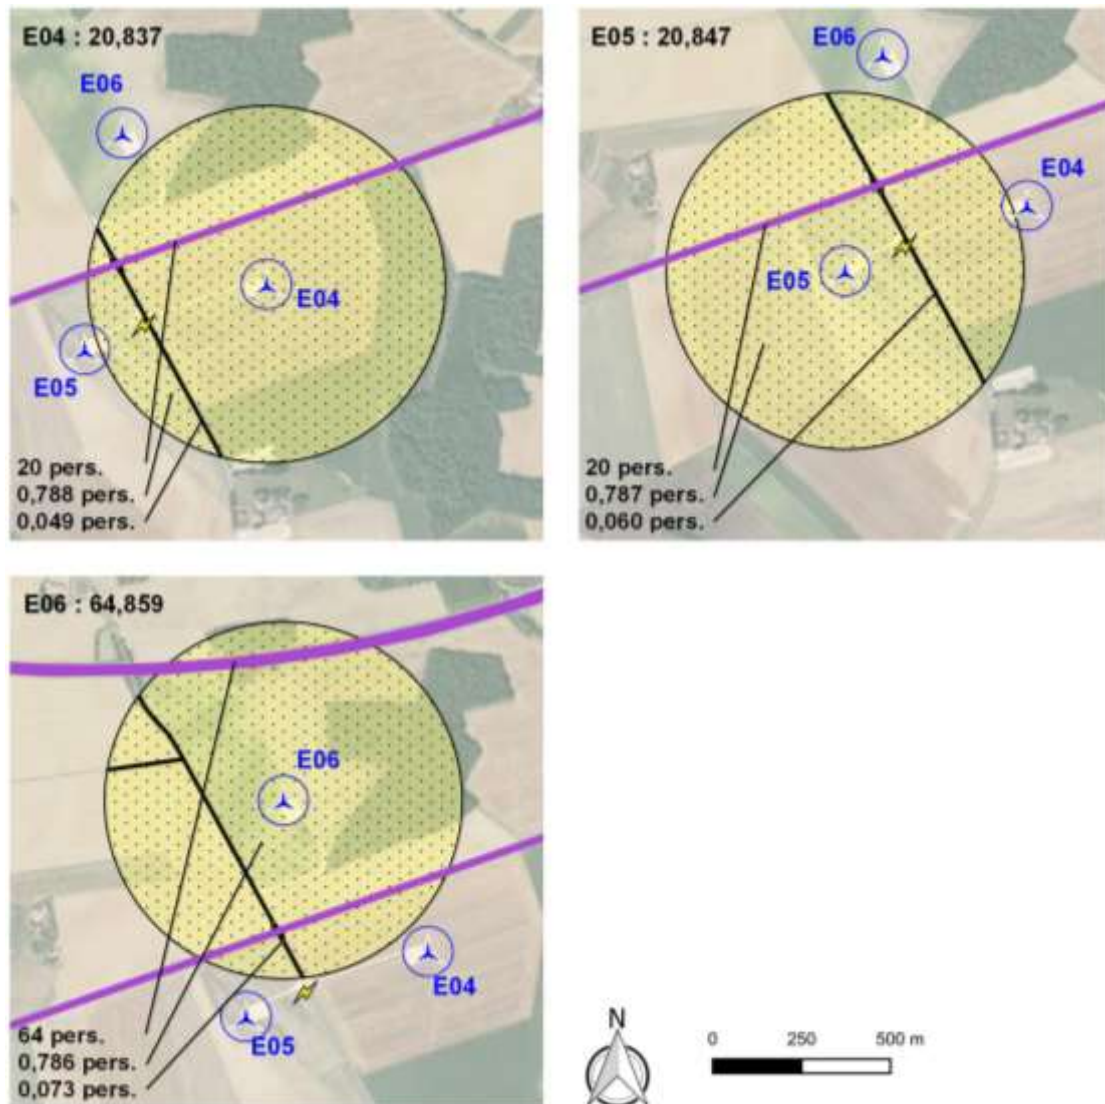 E04 : 20,837
E06
E04
E05
20 pers.
0,788 pers.
0,049 pers.
E05 : 20,847
E06
E04
E05
20 pers.
0,787 pers.
0,060 pers.
E06 : 64,859
E06
E04
E05
64 pers.
0,786 pers.
0,073 pers.
N
0 250 500 m